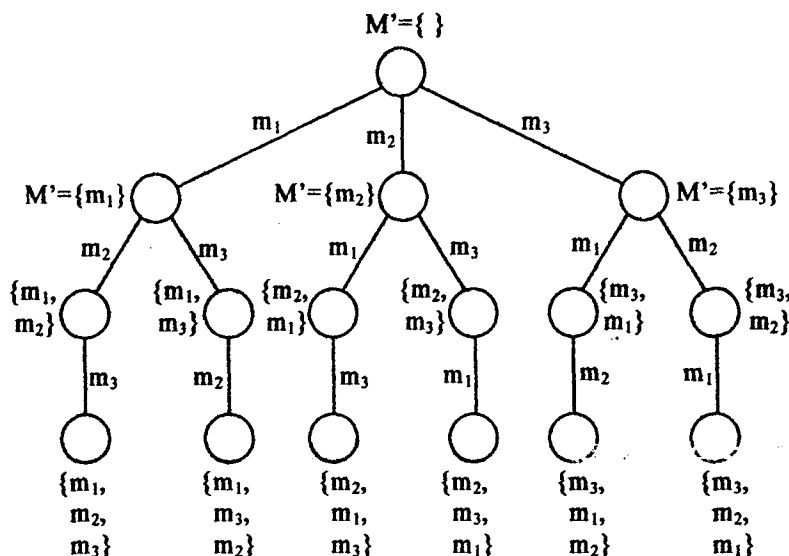 M'={ }
m₁
m₂
m₃
M'={m₁}
M'={m₂}
M'={m₃}
m₂
m₃
m₁
m₃
m₁
m₂
{m₁,
m₂}
{m₁,
m₃}
{m₂,
m₁}
{m₂,
m₃}
{m₃,
m₁}
{m₃,
m₂}
m₃
m₂
m₃
m₁
m₂
m₁
{m₁,
m₂,
m₃}
{m₁,
m₃,
m₂}
{m₂,
m₁,
m₃}
{m₂,
m₃,
m₁}
{m₃,
m₁,
m₂}
{m₃,
m₂,
m₁}